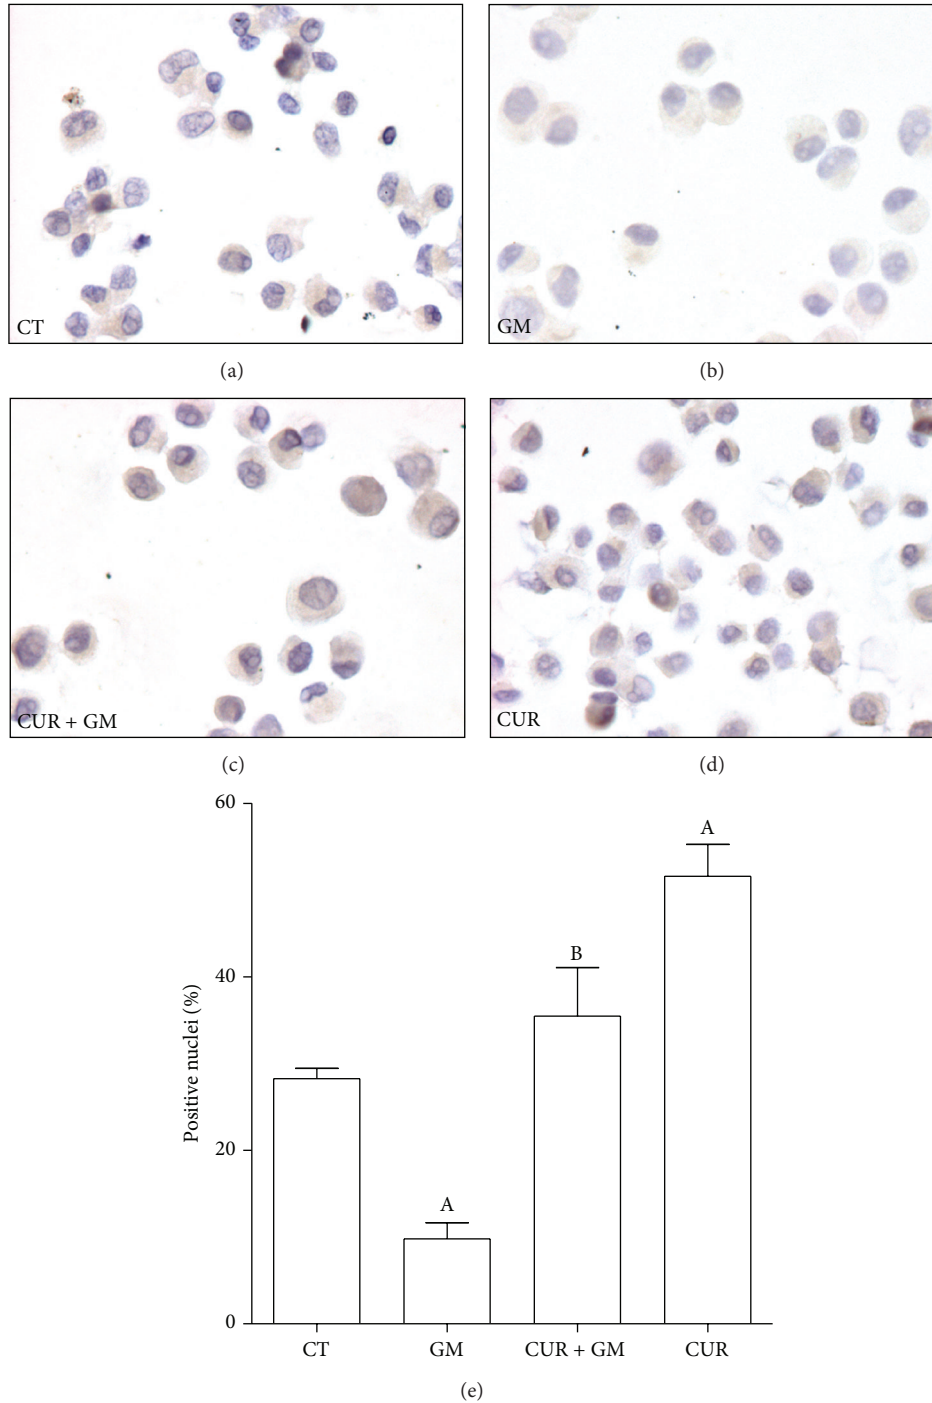 CT
GM
(a)
(b)
CUR + GM
CUR
(c)
(d)
60
40
20
0
Positive nuclei (%)
A
B
A
CT
GM
CUR + GM
CUR
(e)